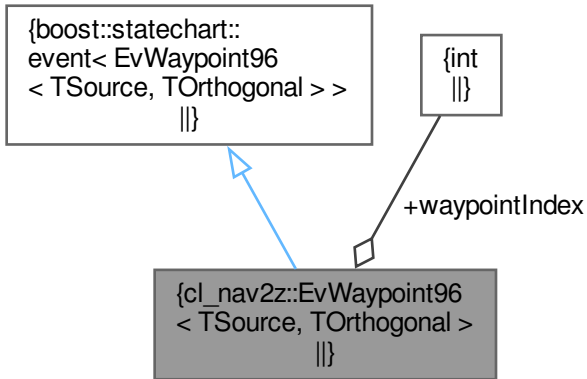 {boost::statechart::
event< EvWaypoint96
< TSource, TOrthogonal > >
||}
{int
||}
+waypointIndex
{cl_nav2z::EvWaypoint96
< TSource, TOrthogonal >
||}